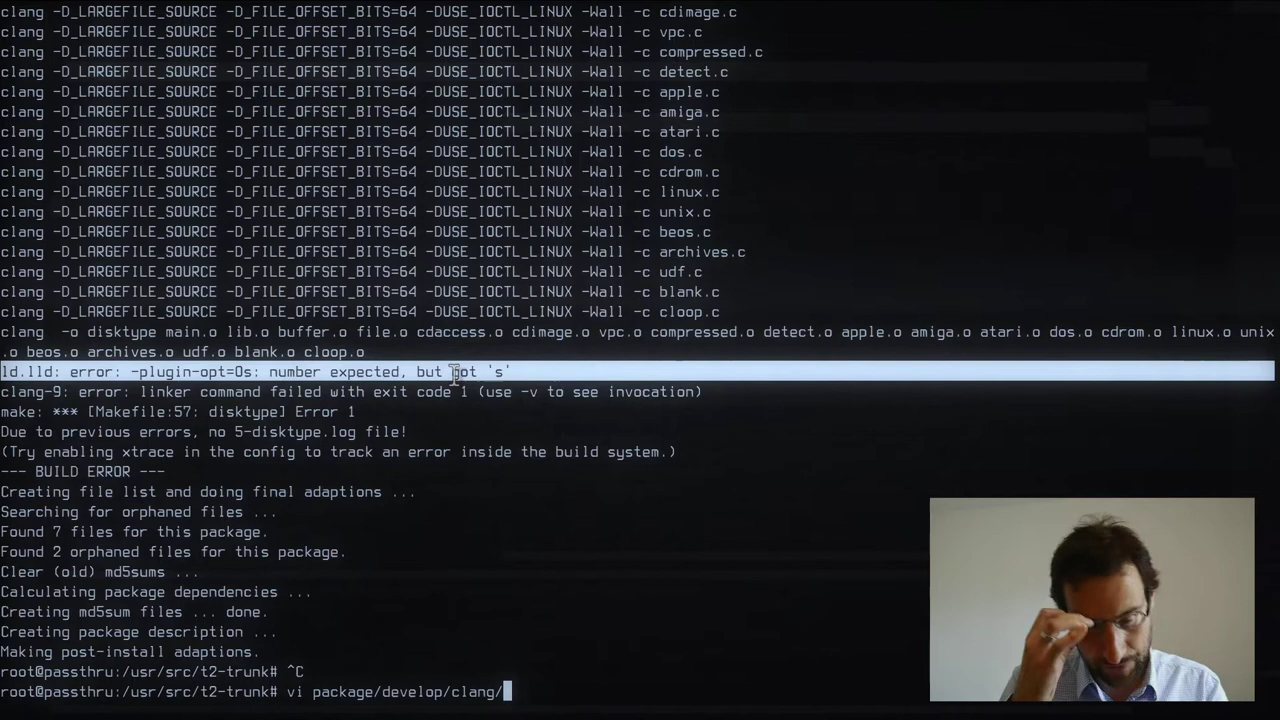 clang -D_LARGEFILE_SOURCE -D_FILE_OFFSET_BITS=64 -DUSE_IOCTL_LINUX -Wall -c cdimage.c
clang -D_LARGEFILE_SOURCE -D_FILE_OFFSET_BITS=64 -DUSE_IOCTL_LINUX -Wall -c vpc.c
clang -D_LARGEFILE_SOURCE -D_FILE_OFFSET_BITS=64 -DUSE_IOCTL_LINUX -Wall -c compressed.c
clang -D_LARGEFILE_SOURCE -D_FILE_OFFSET_BITS=64 -DUSE_IOCTL_LINUX -Wall -c detect.c
clang -D_LARGEFILE_SOURCE -D_FILE_OFFSET_BITS=64 -DUSE_IOCTL_LINUX -Wall -c apple.c
clang -D_LARGEFILE_SOURCE -D_FILE_OFFSET_BITS=64 -DUSE_IOCTL_LINUX -Wall -c amiga.c
clang -D_LARGEFILE_SOURCE -D_FILE_OFFSET_BITS=64 -DUSE_IOCTL_LINUX -Wall -c atari.c
clang -D_LARGEFILE_SOURCE -D_FILE_OFFSET_BITS=64 -DUSE_IOCTL_LINUX -Wall -c dos.c
clang -D_LARGEFILE_SOURCE -D_FILE_OFFSET_BITS=64 -DUSE_IOCTL_LINUX -Wall -c cdrom.c
clang -D_LARGEFILE_SOURCE -D_FILE_OFFSET_BITS=64 -DUSE_IOCTL_LINUX -Wall -c linux.c
clang -D_LARGEFILE_SOURCE -D_FILE_OFFSET_BITS=64 -DUSE_IOCTL_LINUX -Wall -c unix.c
clang -D_LARGEFILE_SOURCE -D_FILE_OFFSET_BITS=64 -DUSE_IOCTL_LINUX -Wall -c beos.c
clang -D_LARGEFILE_SOURCE -D_FILE_OFFSET_BITS=64 -DUSE_IOCTL_LINUX -Wall -c archives.c
clang -D_LARGEFILE_SOURCE -D_FILE_OFFSET_BITS=64 -DUSE_IOCTL_LINUX -Wall -c udf.c
clang -D_LARGEFILE_SOURCE -D_FILE_OFFSET_BITS=64 -DUSE_IOCTL_LINUX -Wall -c blank.c
clang -D_LARGEFILE_SOURCE -D_FILE_OFFSET_BITS=64 -DUSE_IOCTL_LINUX -Wall -c cloop.c
clang  -o disktype main.o lib.o buffer.o file.o cdaccess.o cdimage.o vpc.o compressed.o detect.o apple.o amiga.o atari.o dos.o cdrom.o linux.o unix
.o beos.o archives.o udf.o blank.o cloop.o
ld.lld: error: -plugin-opt=Os: number expected, but got 's'
clang-9: error: linker command failed with exit code 1 (use -v to see invocation)
make: *** [Makefile:57: disktype] Error 1
Due to previous errors, no 5-disktype.log file!
(Try enabling xtrace in the config to track an error inside the build system.)
--- BUILD ERROR ---
Creating file list and doing final adaptions ...
Searching for orphaned files ...
Found 7 files for this package.
Found 2 orphaned files for this package.
Clear (old) md5sums ...
Calculating package dependencies ...
Creating md5sum files ... done.
Creating package description ...
Making post-install adaptions.
root@passthru:/usr/src/t2-trunk# ^C
root@passthru:/usr/src/t2-trunk# vi package/develop/clang/